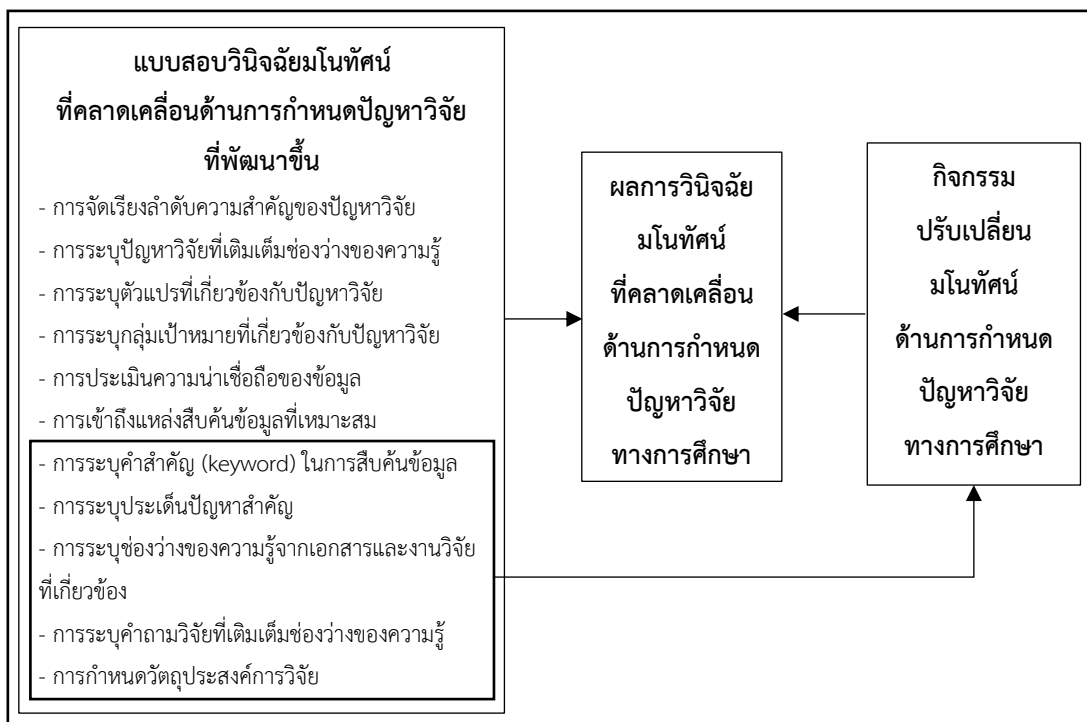 แบบสอบวินิจฉัยมโนทัศน์
ที่คลาดเคลื่อนด้านการกำหนดปัญหาวิจัย
ที่พัฒนาขึ้น
- การจัดเรียงลำดับความสำคัญของปัญหาวิจัย
- การระบุปัญหาวิจัยที่เติมเต็มช่องว่างของความรู้
- การระบุตัวแปรที่เกี่ยวข้องกับปัญหาวิจัย
- การระบุกลุ่มเป้าหมายที่เกี่ยวข้องกับปัญหาวิจัย
- การประเมินความน่าเชื่อถือของข้อมูล
- การเข้าถึงแหล่งสืบค้นข้อมูลที่เหมาะสม
- การระบุคำสำคัญ (keyword) ในการสืบค้นข้อมูล
- การระบุประเด็นปัญหาสำคัญ
- การระบุช่องว่างของความรู้จากเอกสารและงานวิจัย
ที่เกี่ยวข้อง
- การระบุคำถามวิจัยที่เติมเต็มช่องว่างของความรู้
- การกำหนดวัตถุประสงค์การวิจัย
ผลการวินิจฉัย
มโนทัศน์
ที่คลาดเคลื่อน
ด้านการกำหนด
ปัญหาวิจัย
ทางการศึกษา
กิจกรรม
ปรับเปลี่ยน
มโนทัศน์
ด้านการกำหนด
ปัญหาวิจัย
ทางการศึกษา